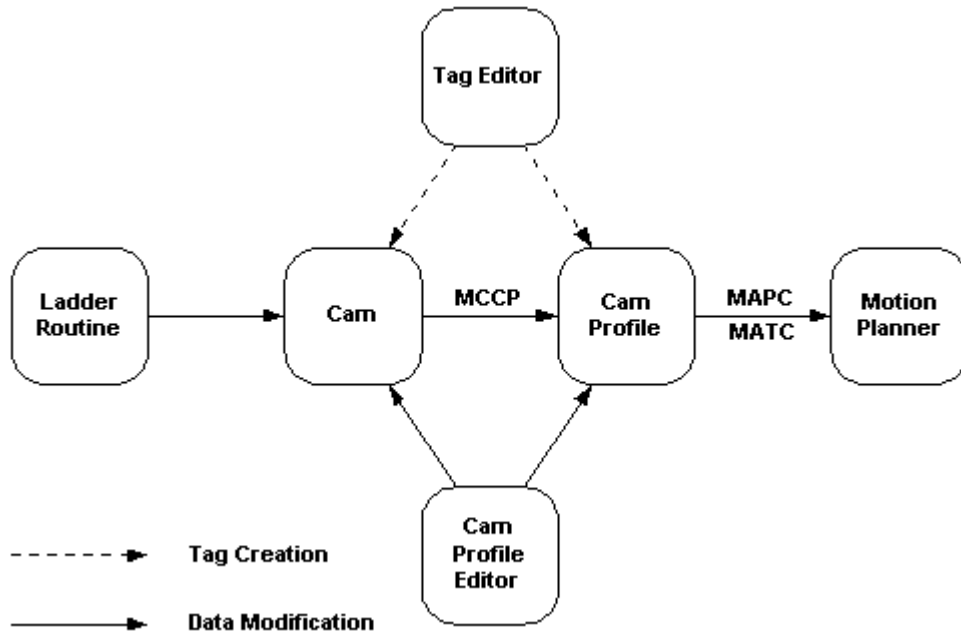 Tag Editor
Ladder
Routine
Cam
MCCP
Cam
Profile
MAPC
MATC
Motion
Planner
Cam
Profile
Editor
Tag Creation
Data Modification